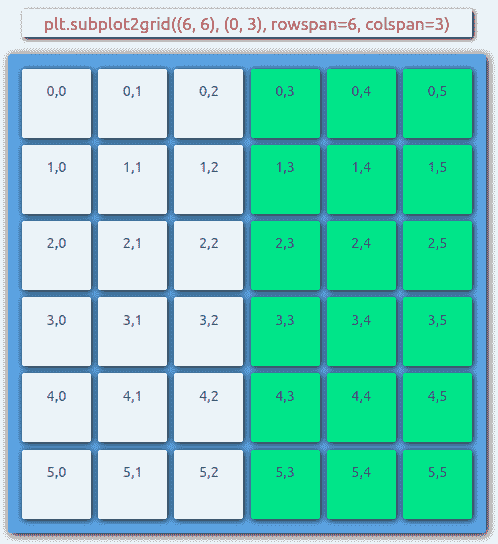 plt.subplot2grid((6, 6), (0, 3), rowspan=6, colspan=3)
0,0 0,1 0,2 0,3 0,4 0,5
1,0 1,1 1,2 1,3 1,4 1,5
2,0 2,1 2,2 2,3 2,4 2,5
3,0 3,1 3,2 3,3 3,4 3,5
4,0 4,1 4,2 4,3 4,4 4,5
5,0 5,1 5,2 5,3 5,4 5,5